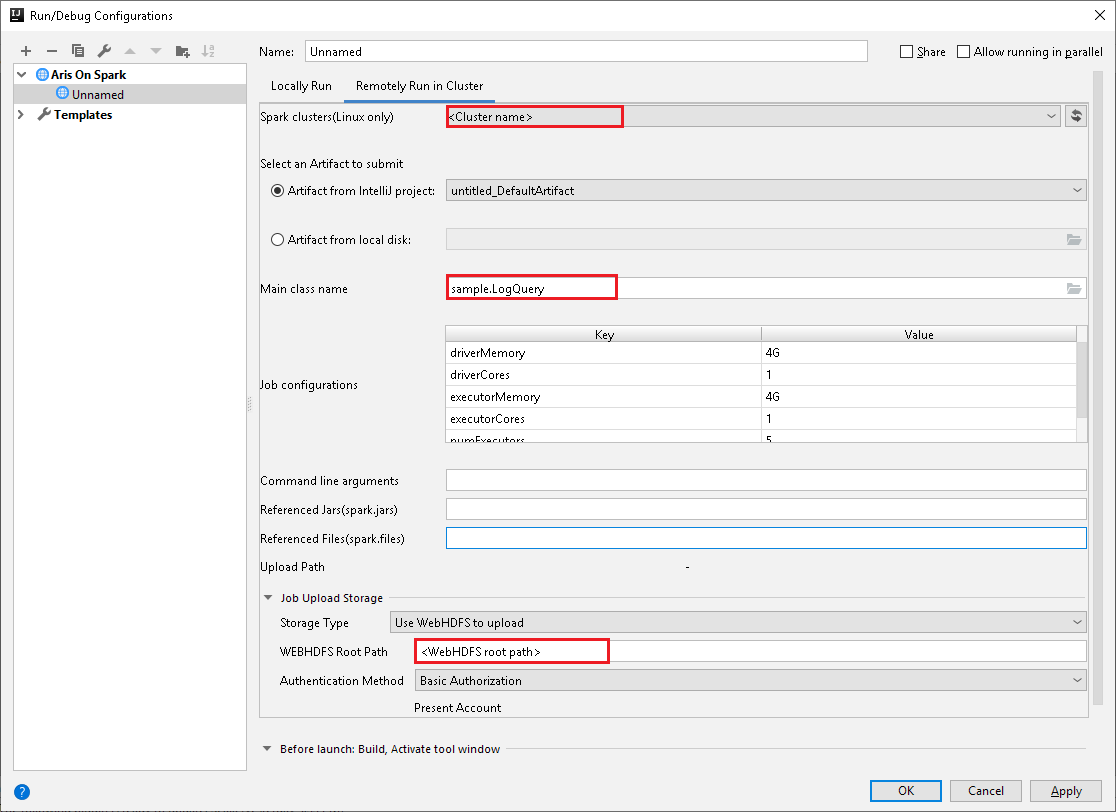 Run/Debug Configurations
Name: Unnamed Share Allow running in parallel
Aris On Spark
Unnamed
Templates
Locally Run Remotely Run in Cluster
Spark clusters(Linux only) <Cluster name>
Select an Artifact to submit
Artifact from IntelliJ project: untitled_DefaultArtifact
Artifact from local disk:
Main class name sample.LogQuery
Key Value
driverMemory 4G
driverCores 1
Job configurations
executorMemory 4G
executorCores 1
numExecutors 5
Command line arguments
Referenced Jars(spark.jars)
Referenced Files(spark.files)
Upload Path -
Job Upload Storage
Storage Type Use WebHDFS to upload
WEBHDFS Root Path <WebHDFS root path>
Authentication Method Basic Authorization
Present Account
Before launch: Build, Activate tool window
? OK Cancel Apply